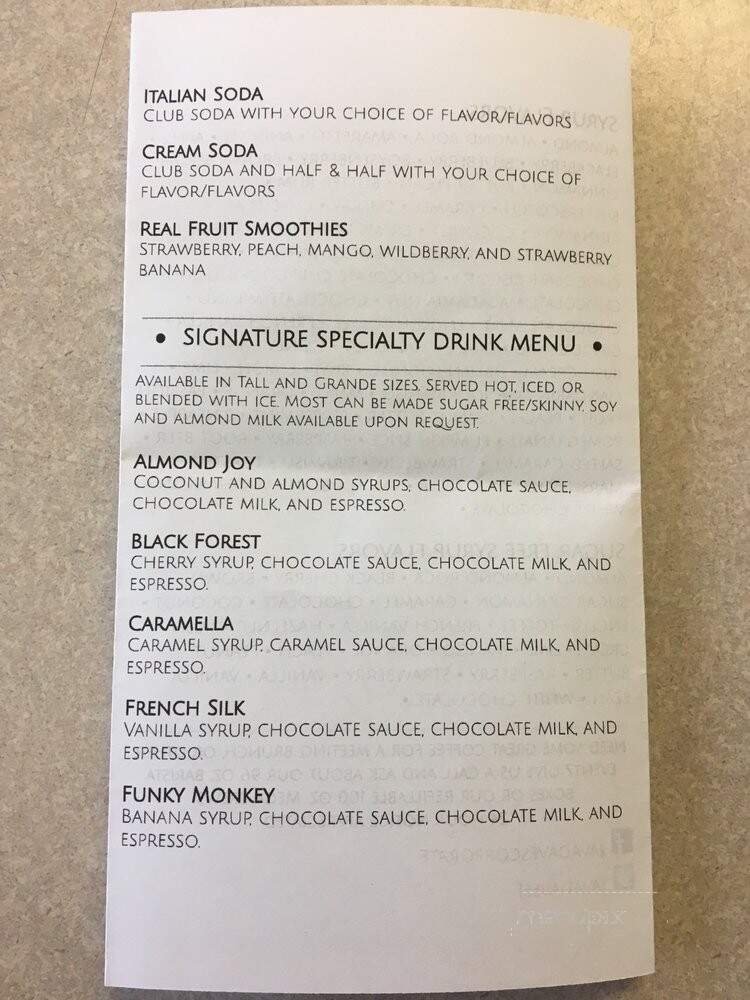 Italian Soda
Club soda with your choice of flavor/flavors
Cream Soda
Club soda and half & half with your choice of
flavor/flavors
Real Fruit Smoothies
Strawberry, peach, mango, wildberry, and strawberry
banana
• SIGNATURE SPECIALTY DRINK MENU •
Available in Tall and Grande sizes. Served hot, iced, or
blended with ice. Most can be made sugar free/skinny. Soy
and almond milk available upon request.
Almond Joy
Coconut and almond syrups, chocolate sauce,
chocolate milk, and espresso.
Black Forest
Cherry syrup, chocolate sauce, chocolate milk, and
espresso.
Caramella
Caramel syrup, caramel sauce, chocolate milk, and
espresso.
French Silk
Vanilla syrup, chocolate sauce, chocolate milk, and
espresso.
Funky Monkey
Banana syrup, chocolate sauce, chocolate milk, and
espresso.